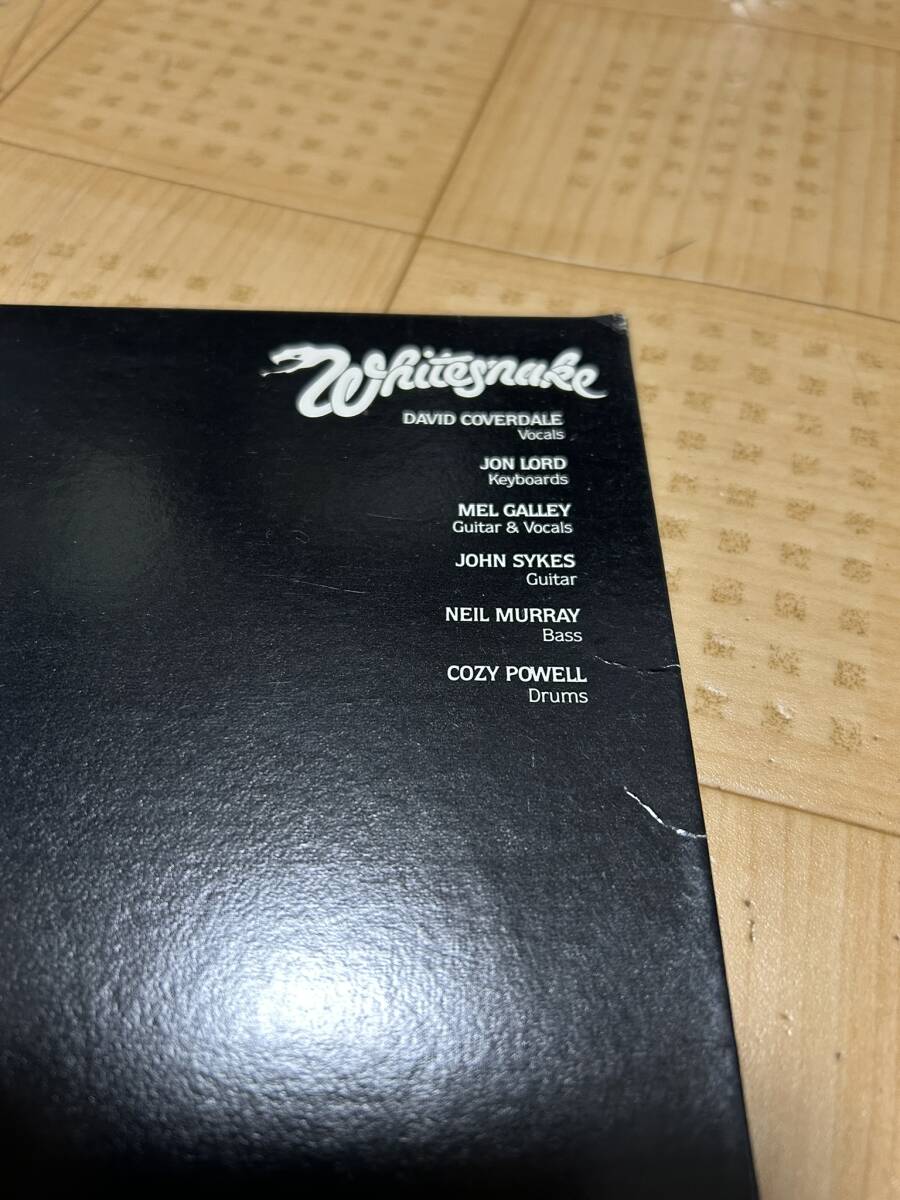 Whitesnake
DAVID COVERDALE
Vocals
JON LORD
Keyboards
MEL GALLEY
Guitar & Vocals
JOHN SYKES
Guitar
NEIL MURRAY
Bass
COZY POWELL
Drums